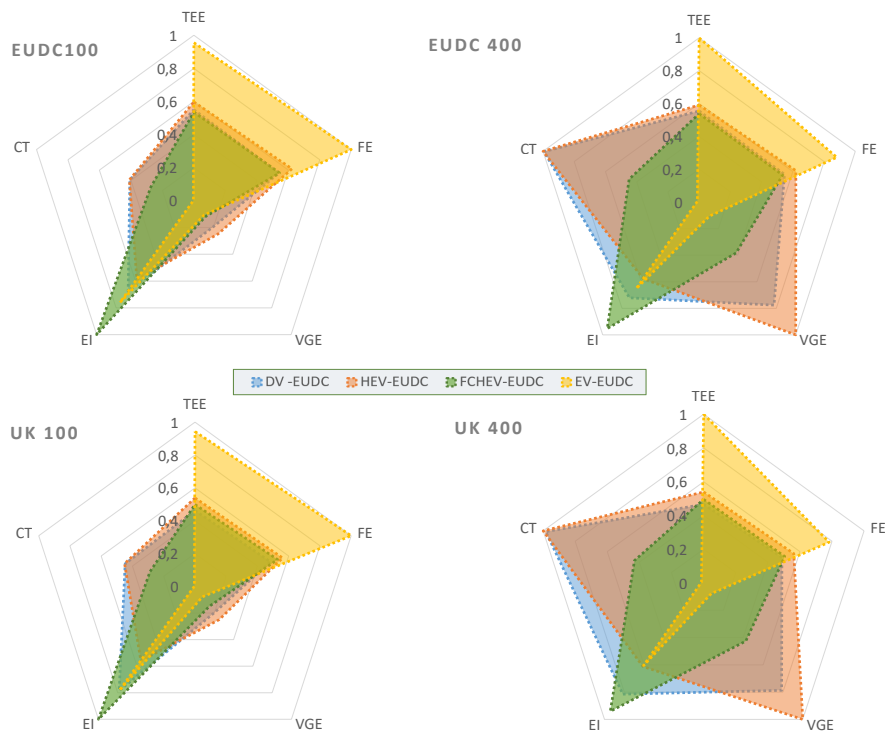 EUDC100
TEE
1
0,8
0,6
0,4
0,2
0
FE
VGE
EI
CT
EUDC 400
TEE
1
0,8
0,6
0,4
0,2
0
FE
VGE
EI
CT
DV -EUDC HEV-EUDC FCHEV-EUDC EV-EUDC
UK 100
TEE
1
0,8
0,6
0,4
0,2
0
FE
VGE
EI
CT
UK 400
TEE
1
0,8
0,6
0,4
0,2
0
FE
VGE
EI
CT